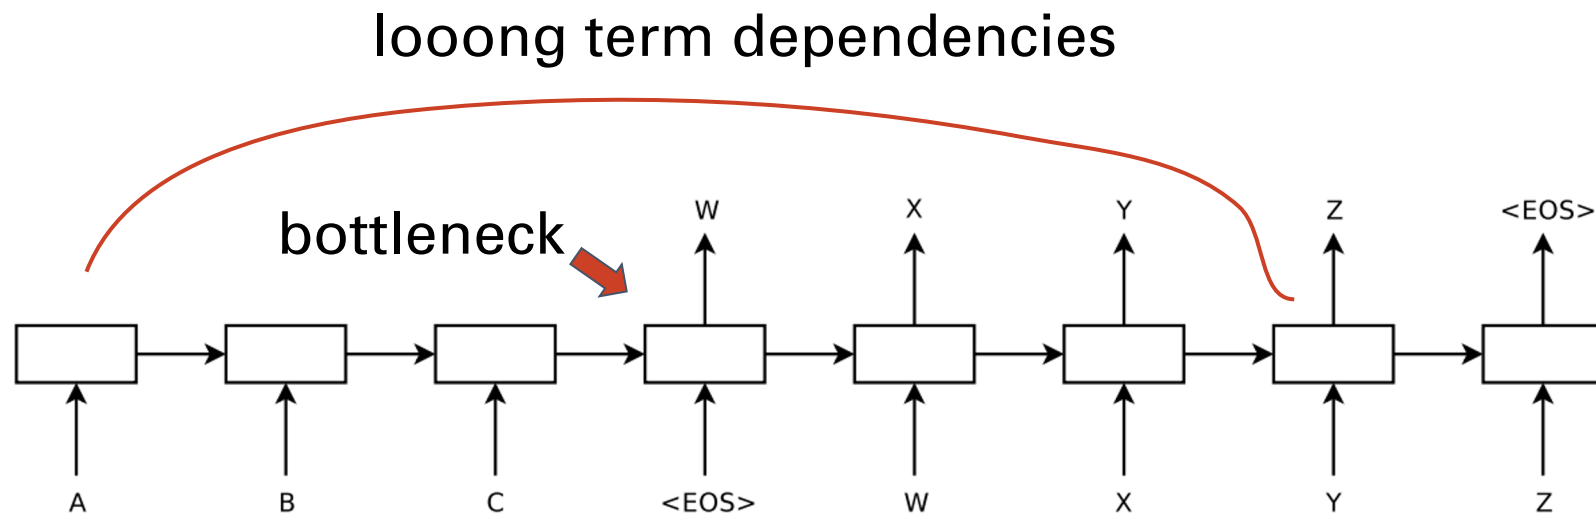 looong term dependencies
bottleneck
W X Y Z <EOS>
A B C <EOS> W X Y Z